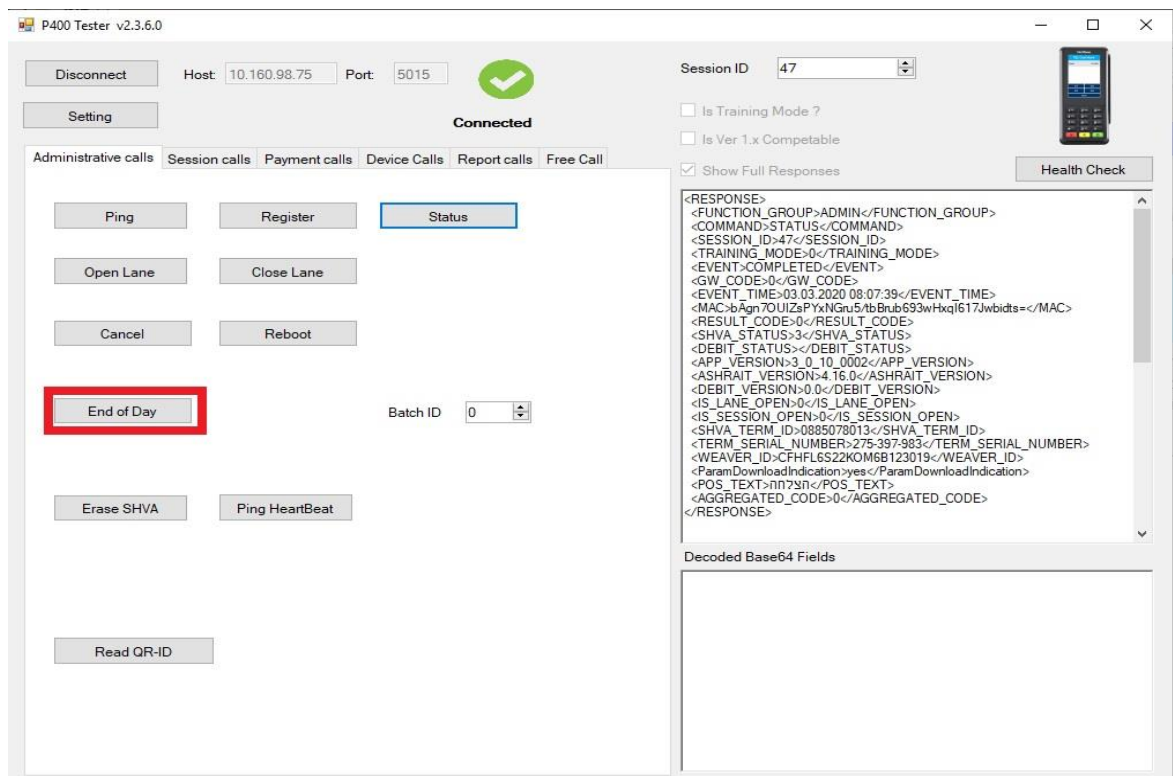 P400 Tester v2.3.6.0
Disconnect
Host:
10.160.98.75
Port:
5015
Setting
Connected
Session ID
47
Is Training Mode ?
Is Ver 1.x Competable
Show Full Responses
Health Check
Administrative calls
Session calls
Payment calls
Device Calls
Report calls
Free Call
Ping
Register
Status
Open Lane
Close Lane
Cancel
Reboot
End of Day
Batch ID
0
Erase SHVA
Ping HeartBeat
Read QR-ID
<RESPONSE>
<FUNCTION_GROUP>ADMIN</FUNCTION_GROUP>
<COMMAND>STATUS</COMMAND>
<SESSION_ID>47</SESSION_ID>
<TRAINING_MODE>0</TRAINING_MODE>
<EVENT>COMPLETED</EVENT>
<GW_CODE>0</GW_CODE>
<EVENT_TIME>03.03.2020 08:07:39</EVENT_TIME>
<MAC>bAgn7OUIZsPYxNGru5/tbBrub693wHxqI617Jwbidts=</MAC>
<RESULT_CODE>0</RESULT_CODE>
<SHVA_STATUS>3</SHVA_STATUS>
<DEBIT_STATUS></DEBIT_STATUS>
<APP_VERSION>3_0_10_0002</APP_VERSION>
<ASHRAIT_VERSION>4.16.0</ASHRAIT_VERSION>
<DEBIT_VERSION>0.0</DEBIT_VERSION>
<IS_LANE_OPEN>0</IS_LANE_OPEN>
<IS_SESSION_OPEN>0</IS_SESSION_OPEN>
<SHVA_TERM_ID>0885078013</SHVA_TERM_ID>
<TERM_SERIAL_NUMBER>275-397-983</TERM_SERIAL_NUMBER>
<WEAVER_ID>CFHFL6S22KOM6B123019</WEAVER_ID>
<ParamDownloadIndication>yes</ParamDownloadIndication>
<POS_TEXT>הצלחה</POS_TEXT>
<AGGREGATED_CODE>0</AGGREGATED_CODE>
</RESPONSE>
Decoded Base64 Fields